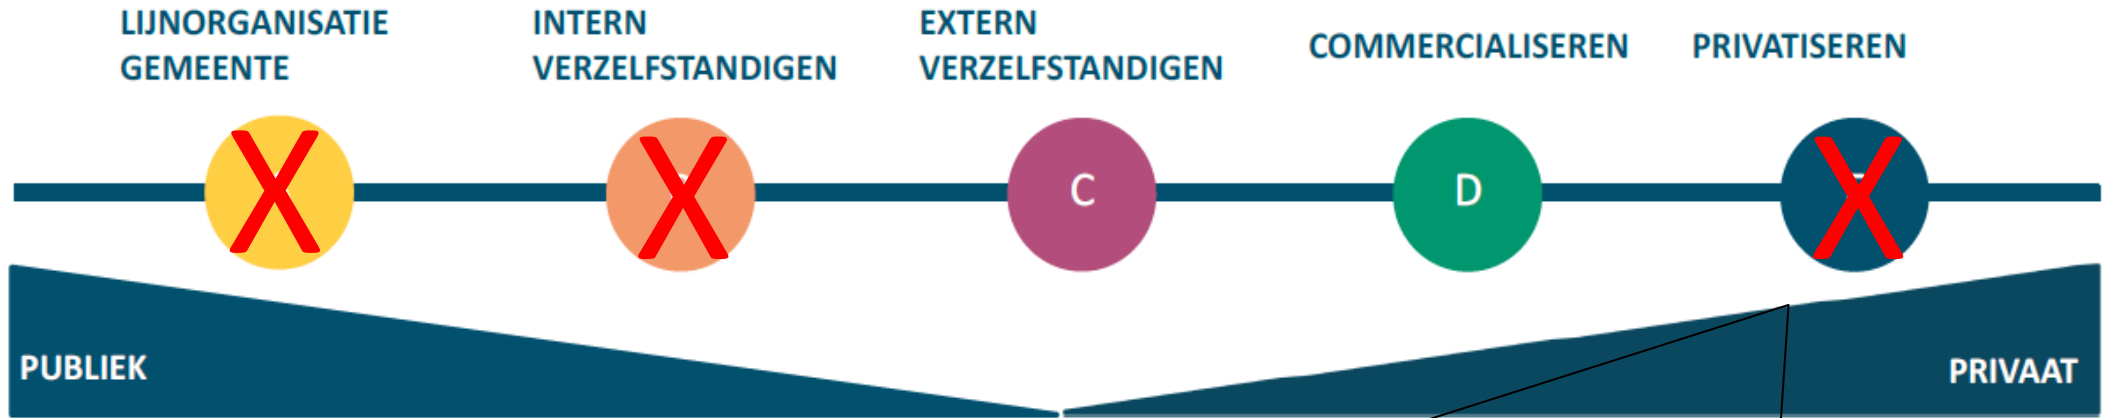 LIJNORGANISATIE
GEMEENTE
INTERN
VERZELFSTANDIGEN
EXTERN
VERZELFSTANDIGEN
COMMERCIALISEREN
PRIVATISEREN
X
X
C
D
X
PUBLIEK
PRIVAAT